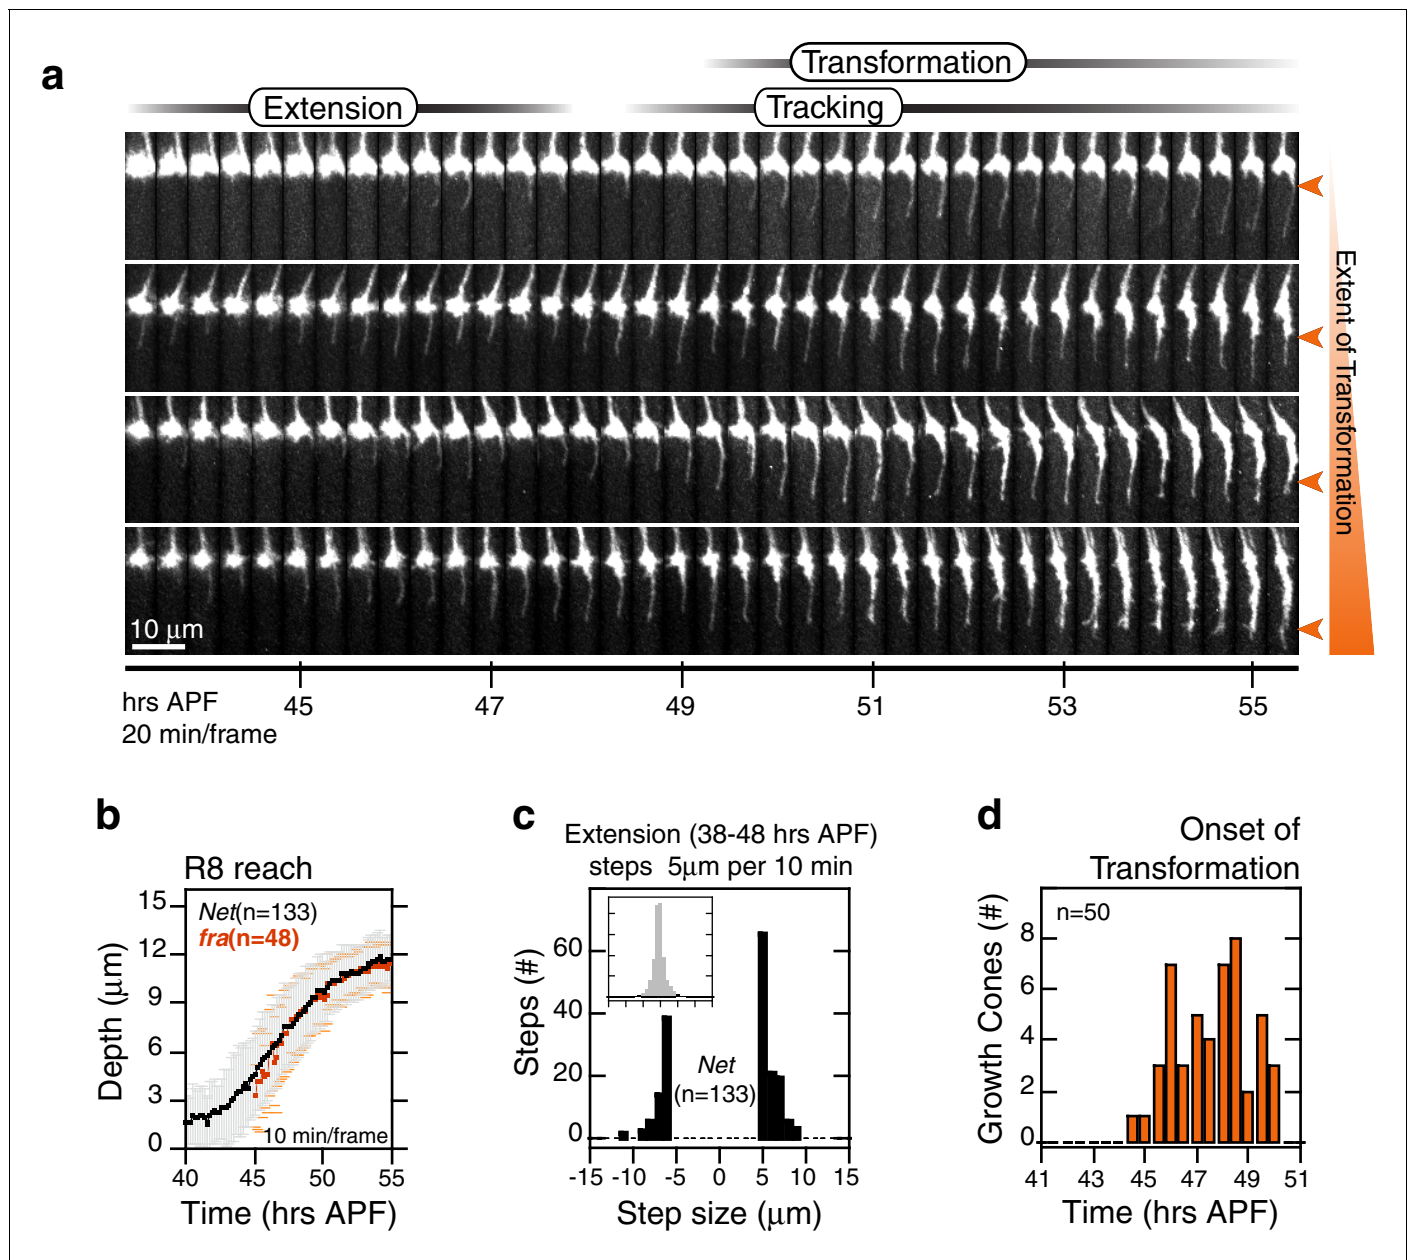 a
Transformation
Extension
Tracking
Extent of Transformation
10 μm
hrs APF
45
47
49
51
53
55
20 min/frame
b
R8 reach
Net(n=133)
fra(n=48)
15
12
9
6
3
0
Depth (μm)
10 min/frame
40
45
50
55
Time (hrs APF)
c
Extension (38-48 hrs APF)
steps 5μm per 10 min
60
40
20
0
Steps (#)
Net
(n=133)
-15 -10 -5 0 5 10 15
Step size (μm)
d
Onset of
Transformation
n=50
8
6
4
2
0
Growth Cones (#)
41 43 45 47 49 51
Time (hrs APF)